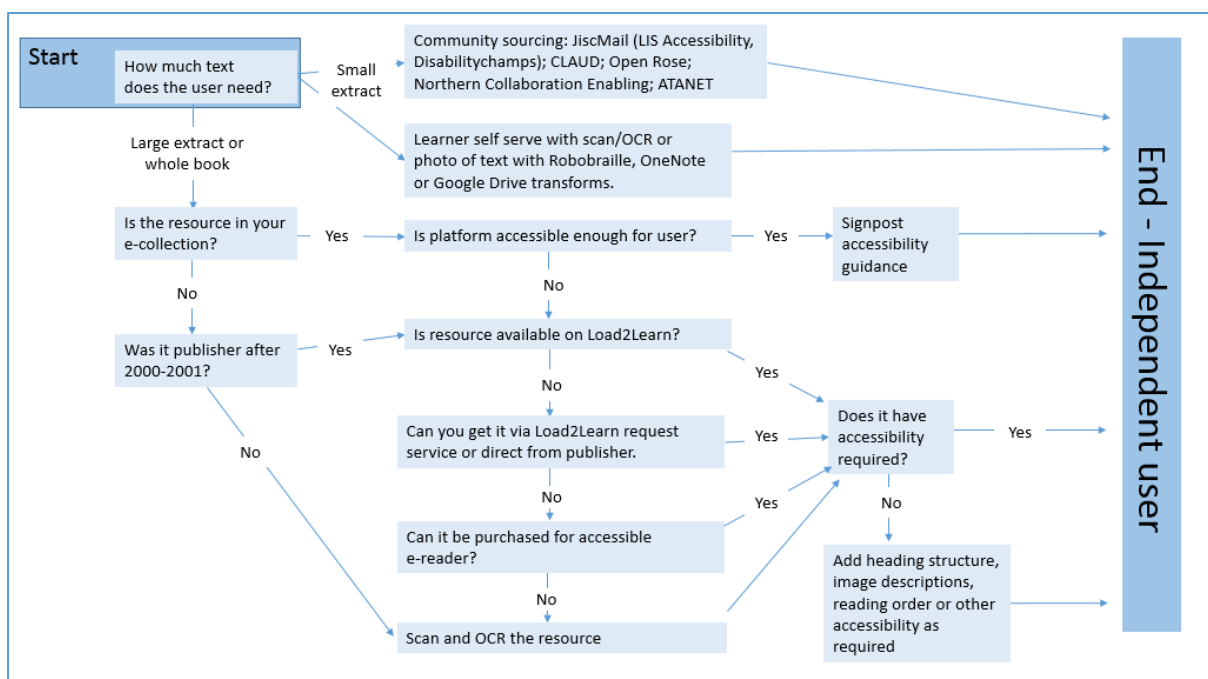 Start
How much text
does the user need?
Small
extract
Community sourcing: JiscMail (LIS Accessibility,
Disabilitychamps); CLAUD; Open Rose;
Northern Collaboration Enabling; ATANET
Large extract or
whole book
Learner self serve with scan/OCR or
photo of text with Robobraille, OneNote
or Google Drive transforms.
Is the resource in your
e-collection?
Yes
Is platform accessible enough for user?
Yes
Signpost
accessibility
guidance
No
No
Was it publisher after
2000-2001?
Yes
Is resource available on Load2Learn?
Yes
No
No
Can you get it via Load2Learn request
service or direct from publisher.
Yes
Does it have
accessibility
required?
Yes
No
Yes
No
Can it be purchased for accessible
e-reader?
No
Scan and OCR the resource
Add heading structure,
image descriptions,
reading order or other
accessibility as
required
End - Independent user